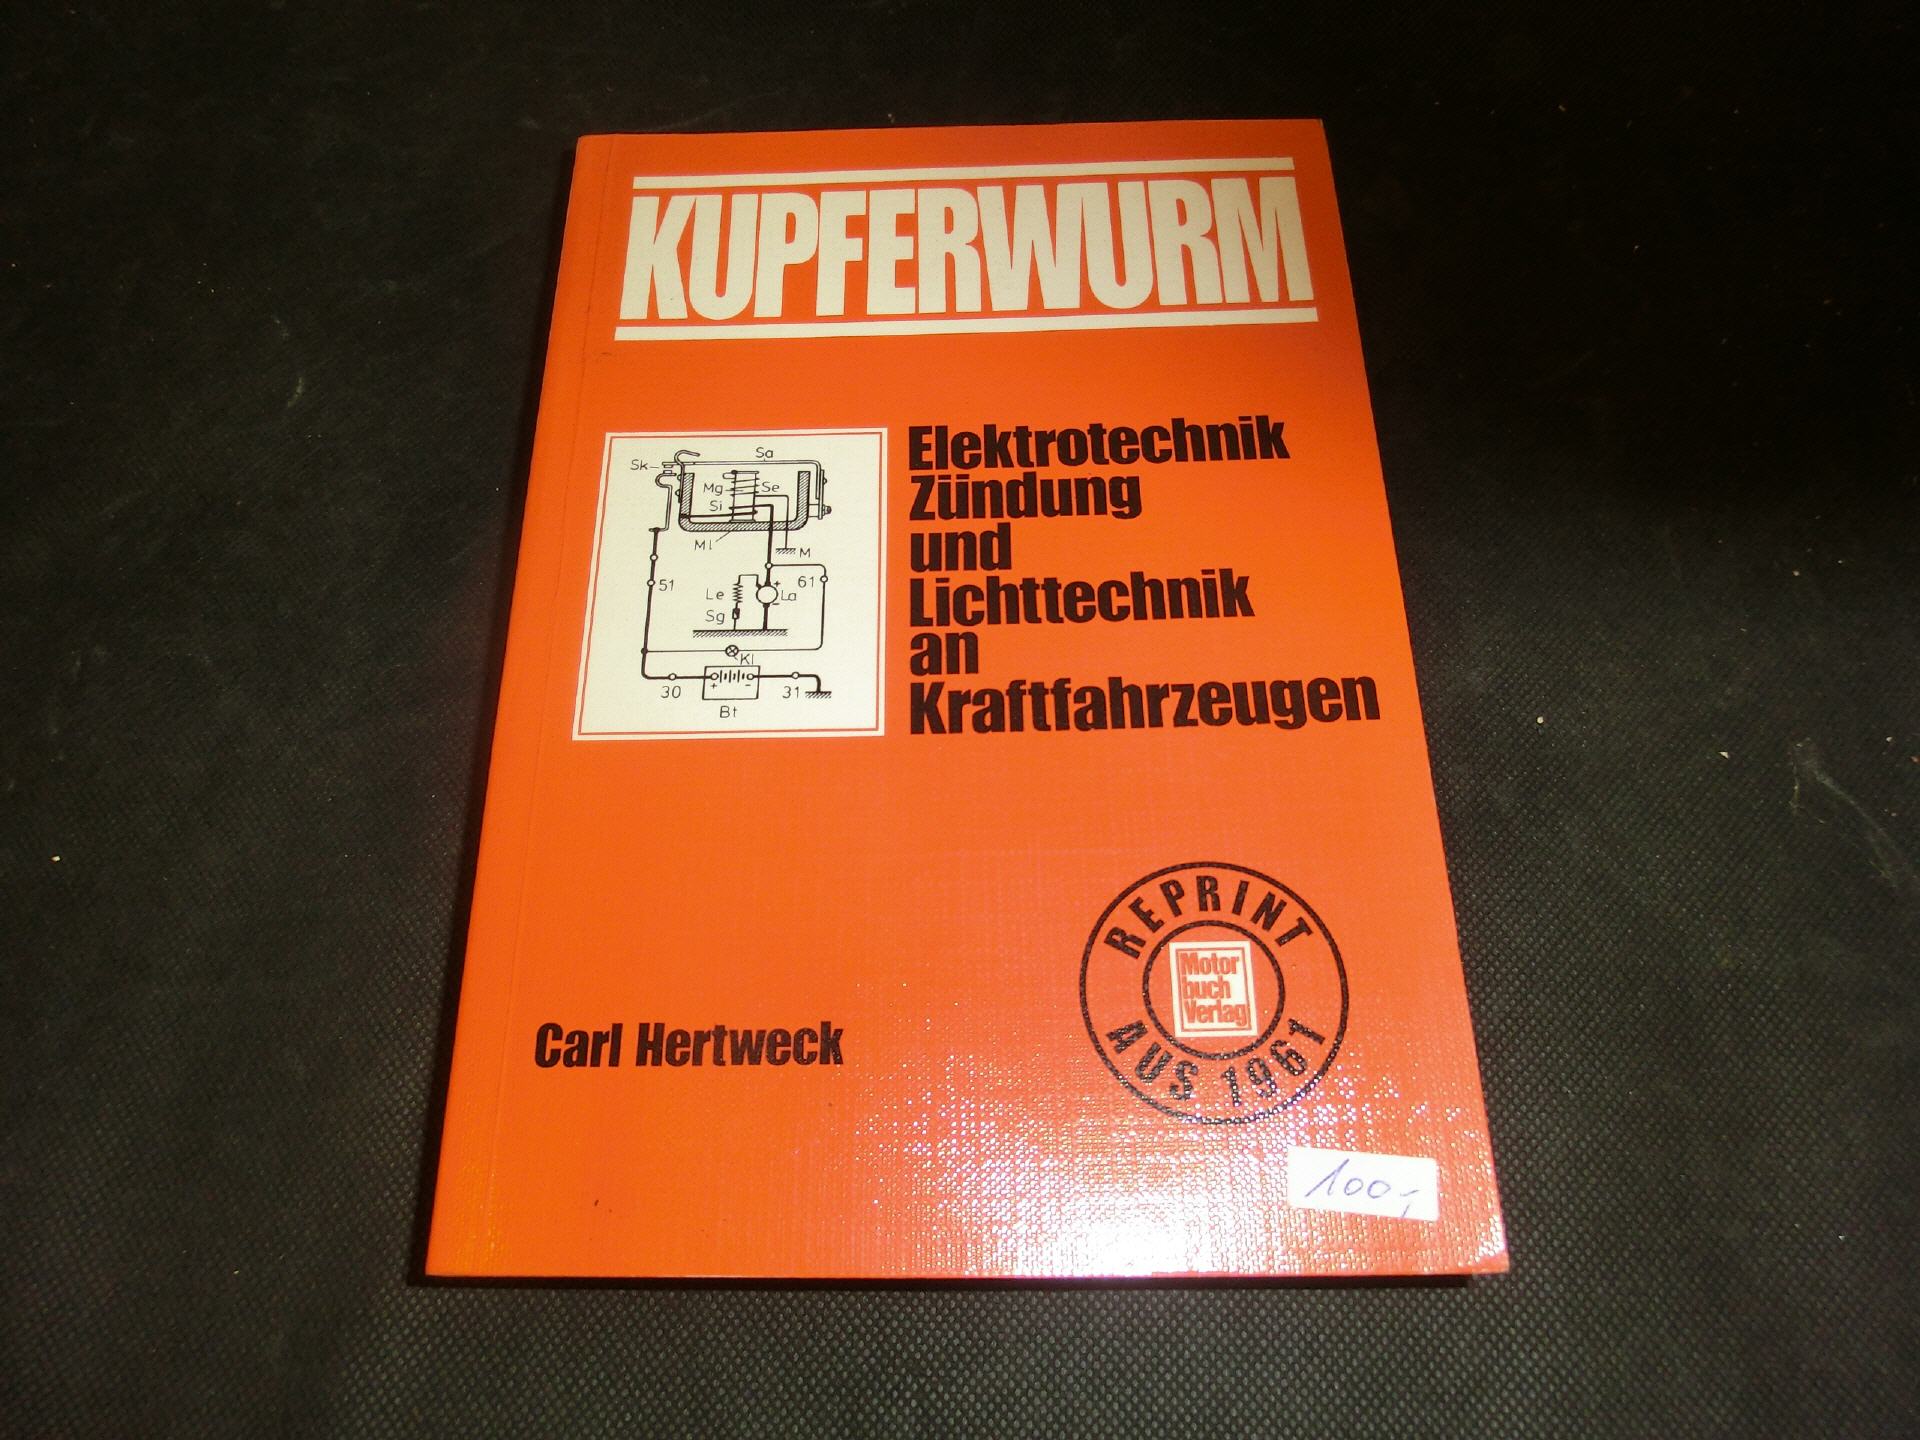 KUPFERWURM
Elektrotechnik
Zündung
und
Lichttechnik
an
Kraftfahrzeugen
Sk
Sa
Mg
Se
Si
Ml
M
51
+
61
Le
La
-
Sg
Kl
30
+
-
31
Bt
REPRINT
Motor
buch
Verlag
AUS 1961
Carl Hertweck
100,-